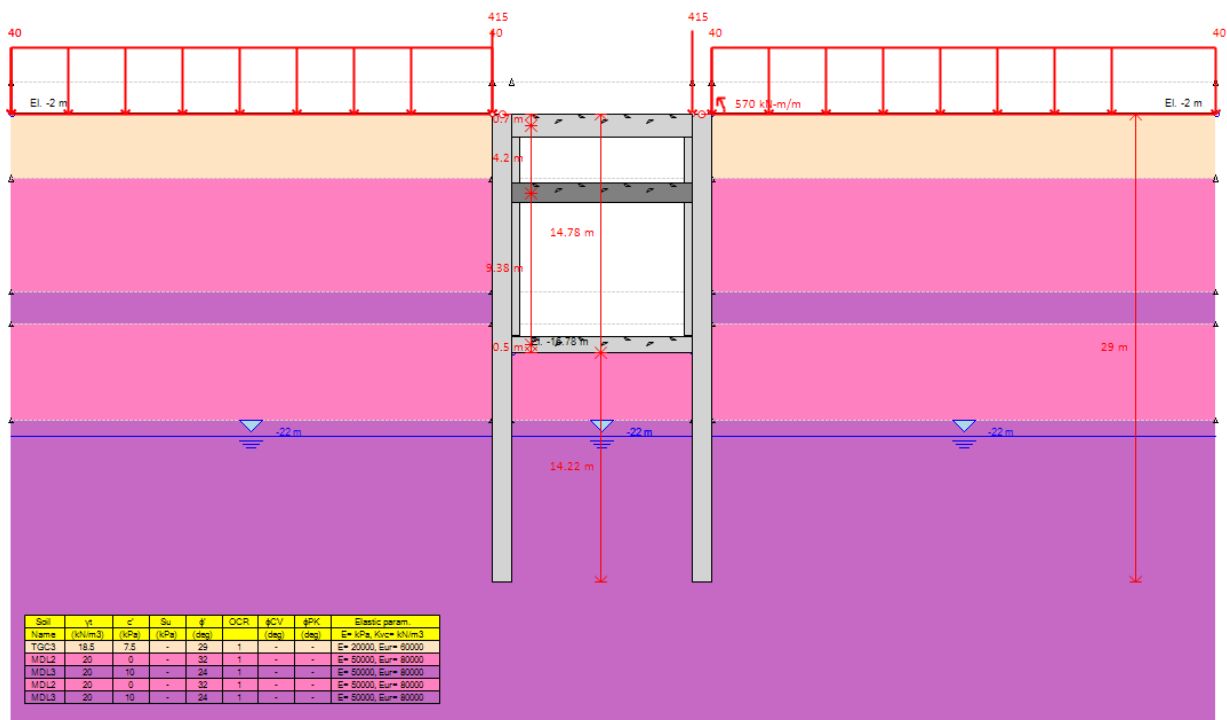 415 415
40 40 40 40
570 kN-m/m
El. -2 m El. -2 m
0.7 m
4.2 m
14.78 m
9.38 m
0.5 m El. -16.78 m
29 m
-22 m -22 m -22 m
14.22 m
Soil γt c' Su ϕ' OCR ϕCV ϕPK Elastic param.
Name (kN/m3) (kPa) (kPa) (deg) (deg) (deg) E= kPa, Kvc= kN/m3
TGC3 18.5 7.5 - 29 1 - - E= 20000, Eur= 60000
MDL2 20 0 - 32 1 - - E= 50000, Eur= 80000
MDL3 20 10 - 24 1 - - E= 50000, Eur= 80000
MDL2 20 0 - 32 1 - - E= 50000, Eur= 80000
MDL3 20 10 - 24 1 - - E= 50000, Eur= 80000